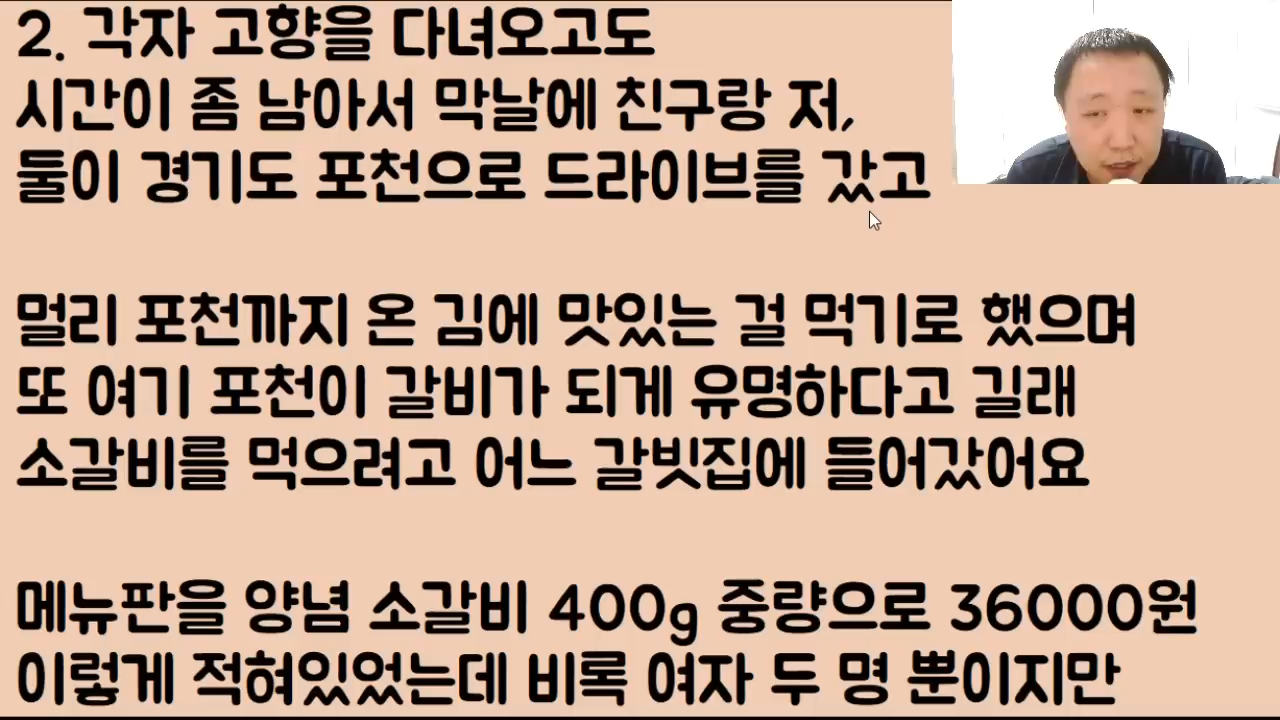 2. 각자 고향을 다녀오고도
시간이 좀 남아서 막날에 친구랑 저,
둘이 경기도 포천으로 드라이브를 갔고
멀리 포천까지 온 김에 맛있는 걸 먹기로 했으며
또 여기 포천이 갈비가 되게 유명하다고 길래
소갈비를 먹으려고 어느 갈빗집에 들어갔어요
메뉴판을 양념 소갈비 400g 중량으로 36000원
이렇게 적혀있었는데 비록 여자 두 명 뿐이지만